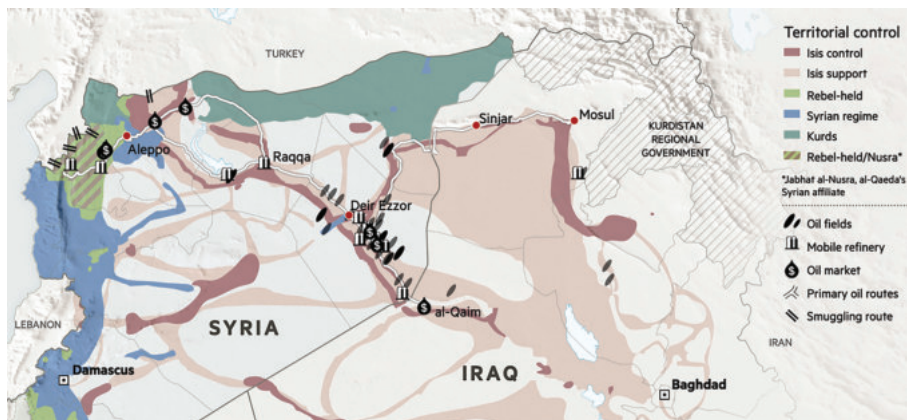 TURKEY
Territorial control
Isis control
Isis support
Rebel-held
Syrian regime
Kurds
Rebel-held/Nusra*
*Jabhat al-Nusra, al-Qaeda's
Syrian affiliate
Oil fields
Mobile refinery
Oil market
Primary oil routes
Smuggling route
Aleppo
Raqqa
Sinjar
Mosul
KURDISTAN
REGIONAL
GOVERNMENT
Deir Ezzor
al-Qaim
SYRIA
LEBANON
Damascus
IRAQ
Baghdad
IRAN